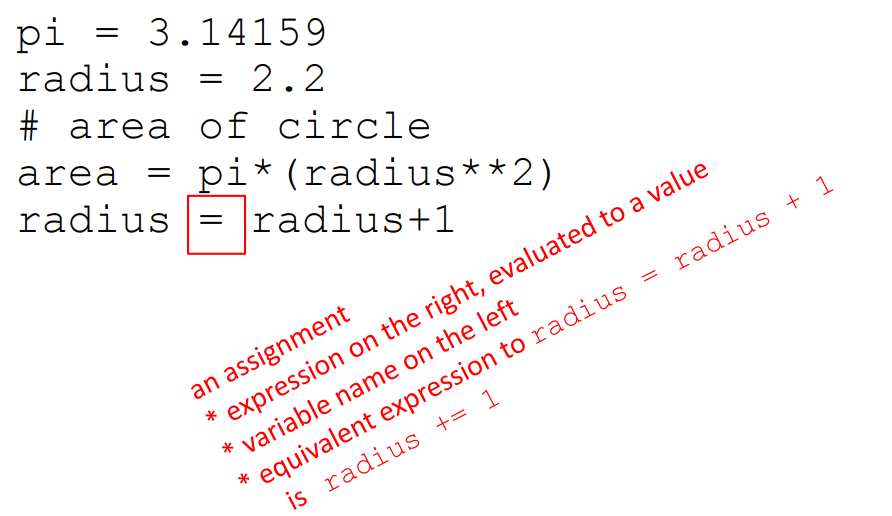 pi = 3.14159
radius = 2.2
# area of circle
area = pi*(radius**2)
radius = radius+1
an assignment
* expression on the right, evaluated to a value
* variable name on the left
* equivalent expression to radius = radius + 1
is radius += 1